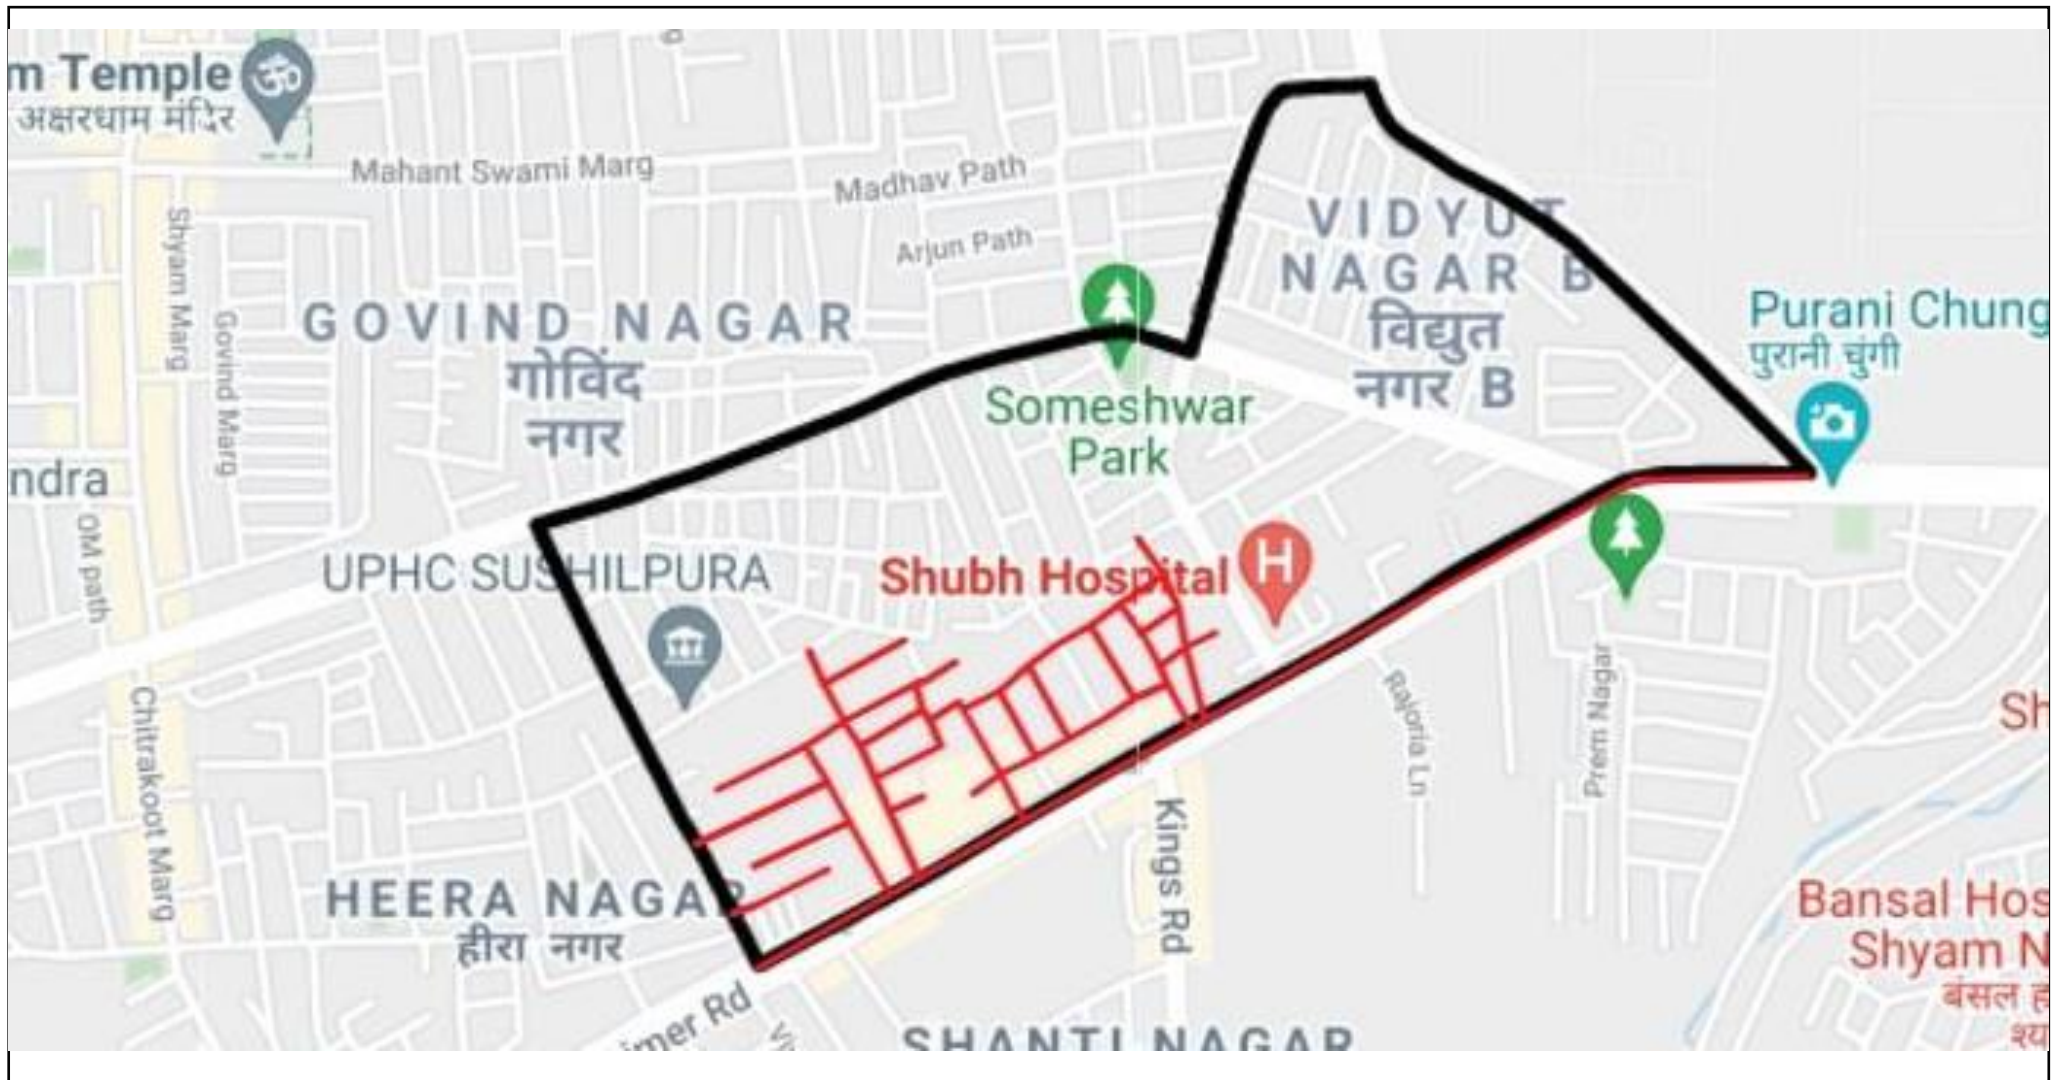 m Temple
अक्षरधाम मंदिर
Mahant Swami Marg
Madhav Path
Arjun Path
Shyam Marg
Govind Marg
VIDYUT
NAGAR B
विद्युत
नगर B
GOVIND NAGAR
गोविंद
नगर
Purani Chung
पुरानी चुंगी
Someshwar
Park
ndra
OM path
UPHC SUSHILPURA
Shubh Hospital
H
Chitrakoot Marg
Rajoria Ln
Prem Nagar
Sh
Kings Rd
HEERA NAGAR
हीरा नगर
Bansal Hos
Shyam N
बंसल ह
श्य
jmer Rd
SHANTI NAGAR